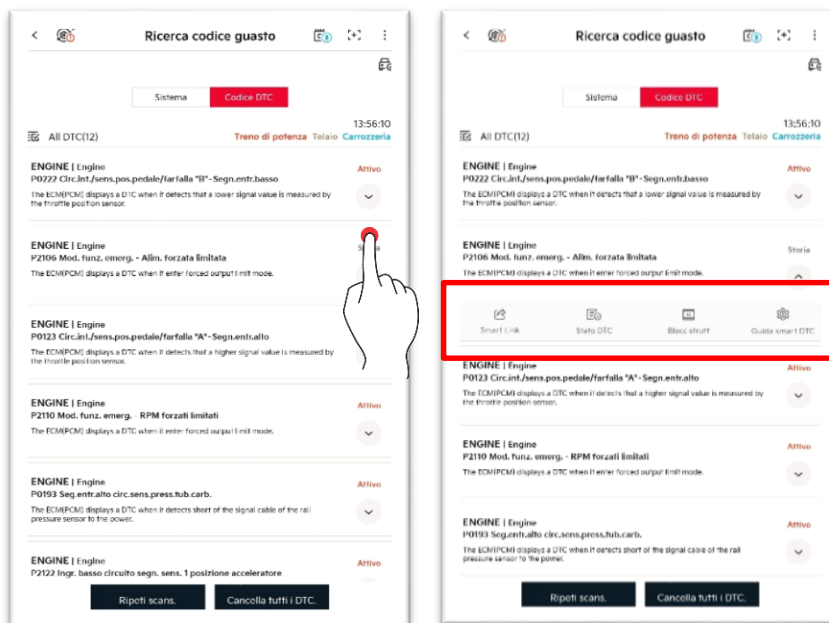 Ricerca codice guasto
Sistema
Codice DTC
13:56:10
All DTC(12)
Treno di potenza Telaio Carrozzeria
ENGINE | Engine
Attivo
P0222 Circ.int./sens.pos.pedale/farfalla "B"-Segn.entr.basso
The ECM(PCM) displays a DTC when it detects that a lower signal value is measured by
the throttle position sensor.
ENGINE | Engine
P2106 Mod. funz. emerg. - Alim. forzata limitata
The ECM(PCM) displays a DTC when it enter forced output limit mode.
ENGINE | Engine
P0123 Circ.int./sens.pos.pedale/farfalla "A"-Segn.entr.alto
The ECM(PCM) displays a DTC when it detects that a higher signal value is measured by
the throttle position sensor.
ENGINE | Engine
Attivo
P2110 Mod. funz. emerg. - RPM forzati limitati
The ECM(PCM) displays a DTC when it enter forced output limit mode.
ENGINE | Engine
Attivo
P0193 Seg.entr.alto circ.sens.press.tub.carb.
The ECM(PCM) displays a DTC when it detects short of the signal cable of the rail
pressure sensor to the power.
ENGINE | Engine
Attivo
P2122 Ingr. basso circuito segn. sens. 1 posizione acceleratore
Ripeti scans.
Cancella tutti i DTC.
Ricerca codice guasto
Sistema
Codice DTC
13:56:10
All DTC(12)
Treno di potenza Telaio Carrozzeria
ENGINE | Engine
Attivo
P0222 Circ.int./sens.pos.pedale/farfalla "B"-Segn.entr.basso
The ECM(PCM) displays a DTC when it detects that a lower signal value is measured by
the throttle position sensor.
ENGINE | Engine
Storia
P2106 Mod. funz. emerg. - Alim. forzata limitata
The ECM(PCM) displays a DTC when it enter forced output limit mode.
Smart Link
Stato DTC
Blocc strutt
Guida smart DTC
ENGINE | Engine
Attivo
P0123 Circ.int./sens.pos.pedale/farfalla "A"-Segn.entr.alto
The ECM(PCM) displays a DTC when it detects that a higher signal value is measured by
the throttle position sensor.
ENGINE | Engine
Attivo
P2110 Mod. funz. emerg. - RPM forzati limitati
The ECM(PCM) displays a DTC when it enter forced output limit mode.
ENGINE | Engine
Attivo
P0193 Seg.entr.alto circ.sens.press.tub.carb.
The ECM(PCM) displays a DTC when it detects short of the signal cable of the rail
pressure sensor to the power.
Ripeti scans.
Cancella tutti i DTC.